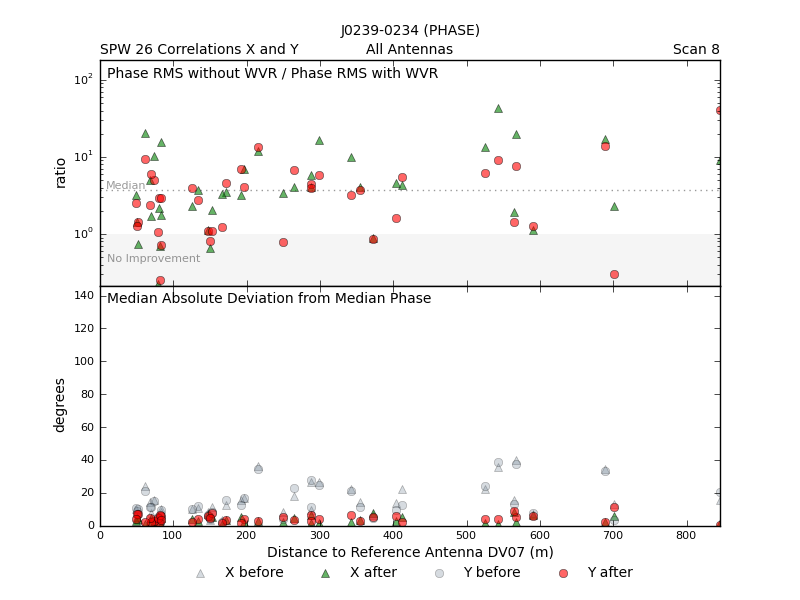 J0239-0234 (PHASE)
SPW 26 Correlations X and Y All Antennas Scan 8
Phase RMS without WVR / Phase RMS with WVR
10²
10¹
10⁰
ratio
Median
No Improvement
Median Absolute Deviation from Median Phase
140
120
100
80
60
40
20
0
degrees
0 100 200 300 400 500 600 700 800
Distance to Reference Antenna DV07 (m)
X before X after Y before Y after